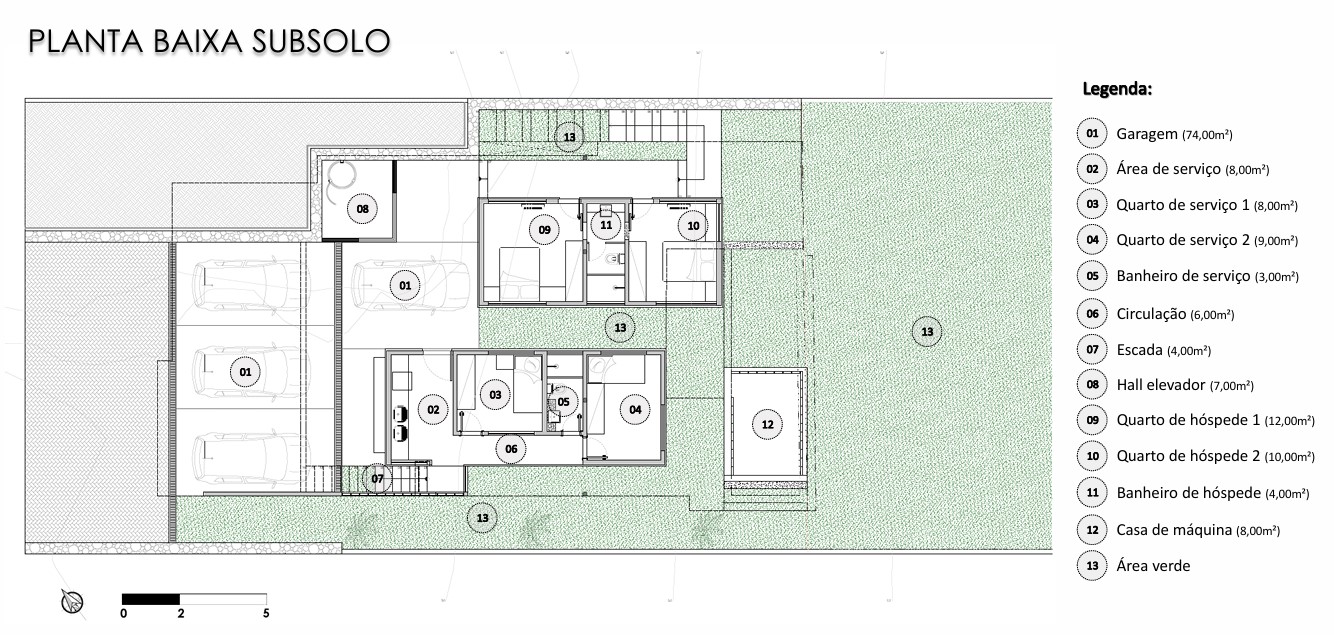 PLANTA BAIXA SUBSOLO
Legenda:
01 Garagem (74,00m²)
02 Área de serviço (8,00m²)
03 Quarto de serviço 1 (8,00m²)
04 Quarto de serviço 2 (9,00m²)
05 Banheiro de serviço (3,00m²)
06 Circulação (6,00m²)
07 Escada (4,00m²)
08 Hall elevador (7,00m²)
09 Quarto de hóspede 1 (12,00m²)
10 Quarto de hóspede 2 (10,00m²)
11 Banheiro de hóspede (4,00m²)
12 Casa de máquina (8,00m²)
13 Área verde
13
08
09
11
10
01
13
13
01
03
05
02
04
12
06
07
13
0 2 5